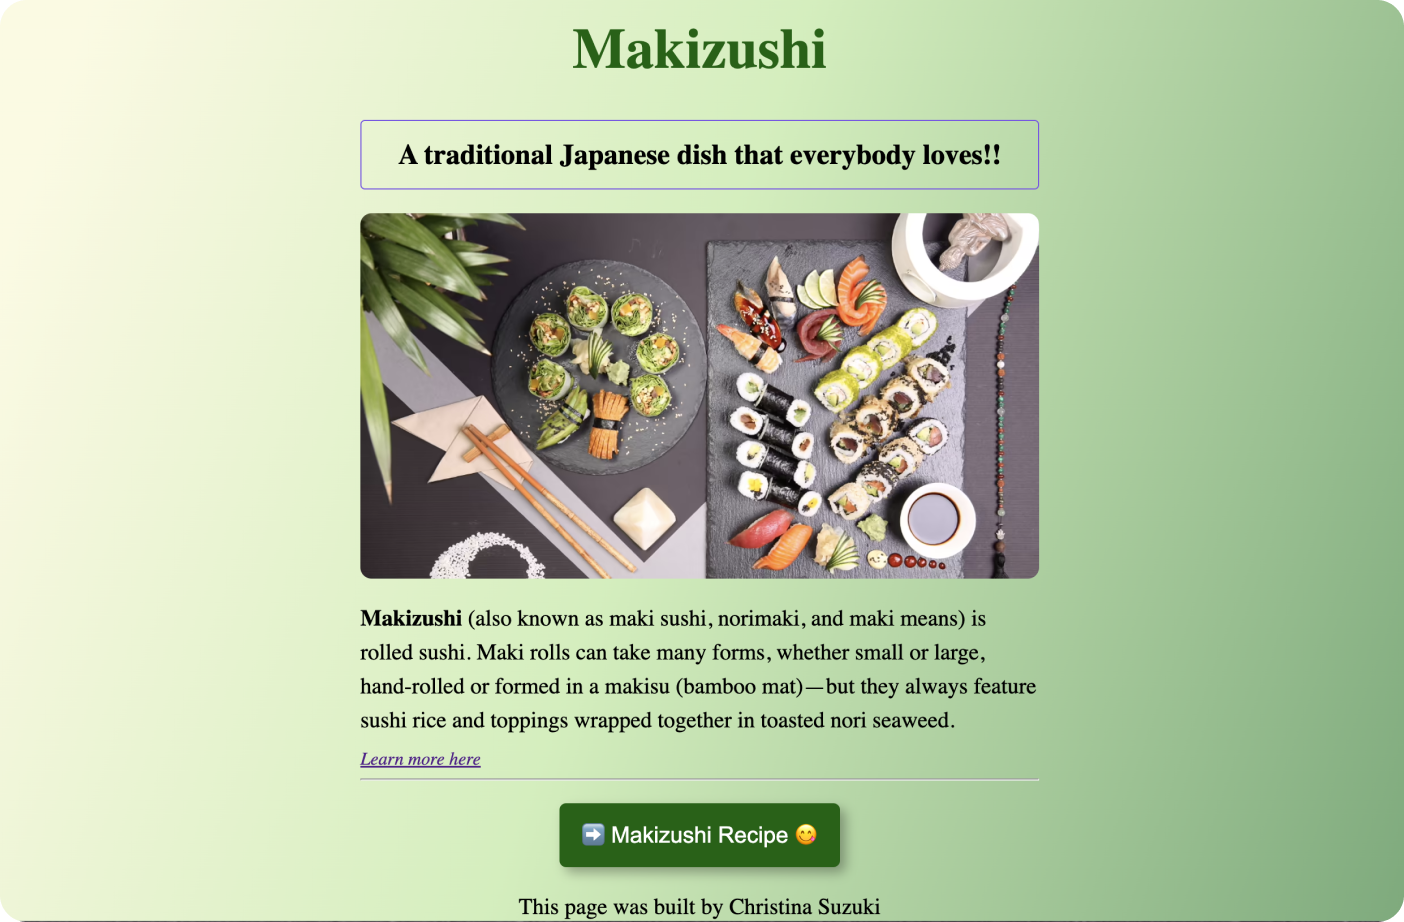 Makizushi
A traditional Japanese dish that everybody loves!!
Makizushi (also known as maki sushi, norimaki, and maki means) is
rolled sushi. Maki rolls can take many forms, whether small or large,
hand-rolled or formed in a makisu (bamboo mat)—but they always feature
sushi rice and toppings wrapped together in toasted nori seaweed.
Learn more here
➡️ Makizushi Recipe 😋
This page was built by Christina Suzuki